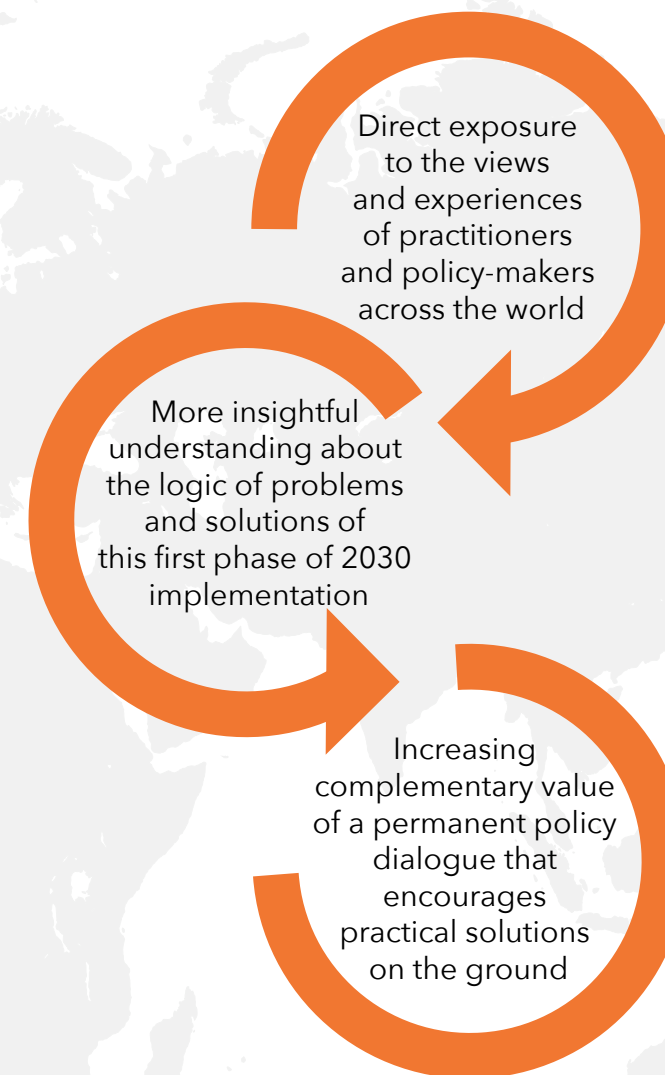 Direct exposure
to the views
and experiences
of practitioners
and policy-makers
across the world
More insightful
understanding about
the logic of problems
and solutions of
this first phase of 2030
implementation
Increasing
complementary value
of a permanent policy
dialogue that
encourages
practical solutions
on the ground